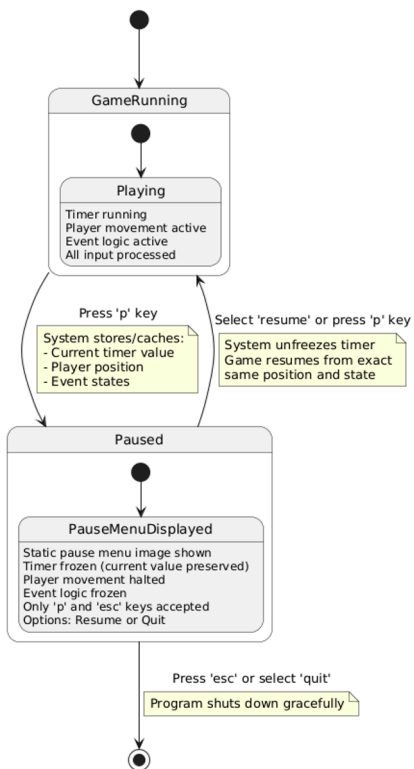 GameRunning
Playing
Timer running
Player movement active
Event logic active
All input processed
Press 'p' key
System stores/caches:
- Current timer value
- Player position
- Event states
Select 'resume' or press 'p' key
System unfreezes timer
Game resumes from exact
same position and state
Paused
PauseMenuDisplayed
Static pause menu image shown
Timer frozen (current value preserved)
Player movement halted
Event logic frozen
Only 'p' and 'esc' keys accepted
Options: Resume or Quit
Press 'esc' or select 'quit'
Program shuts down gracefully